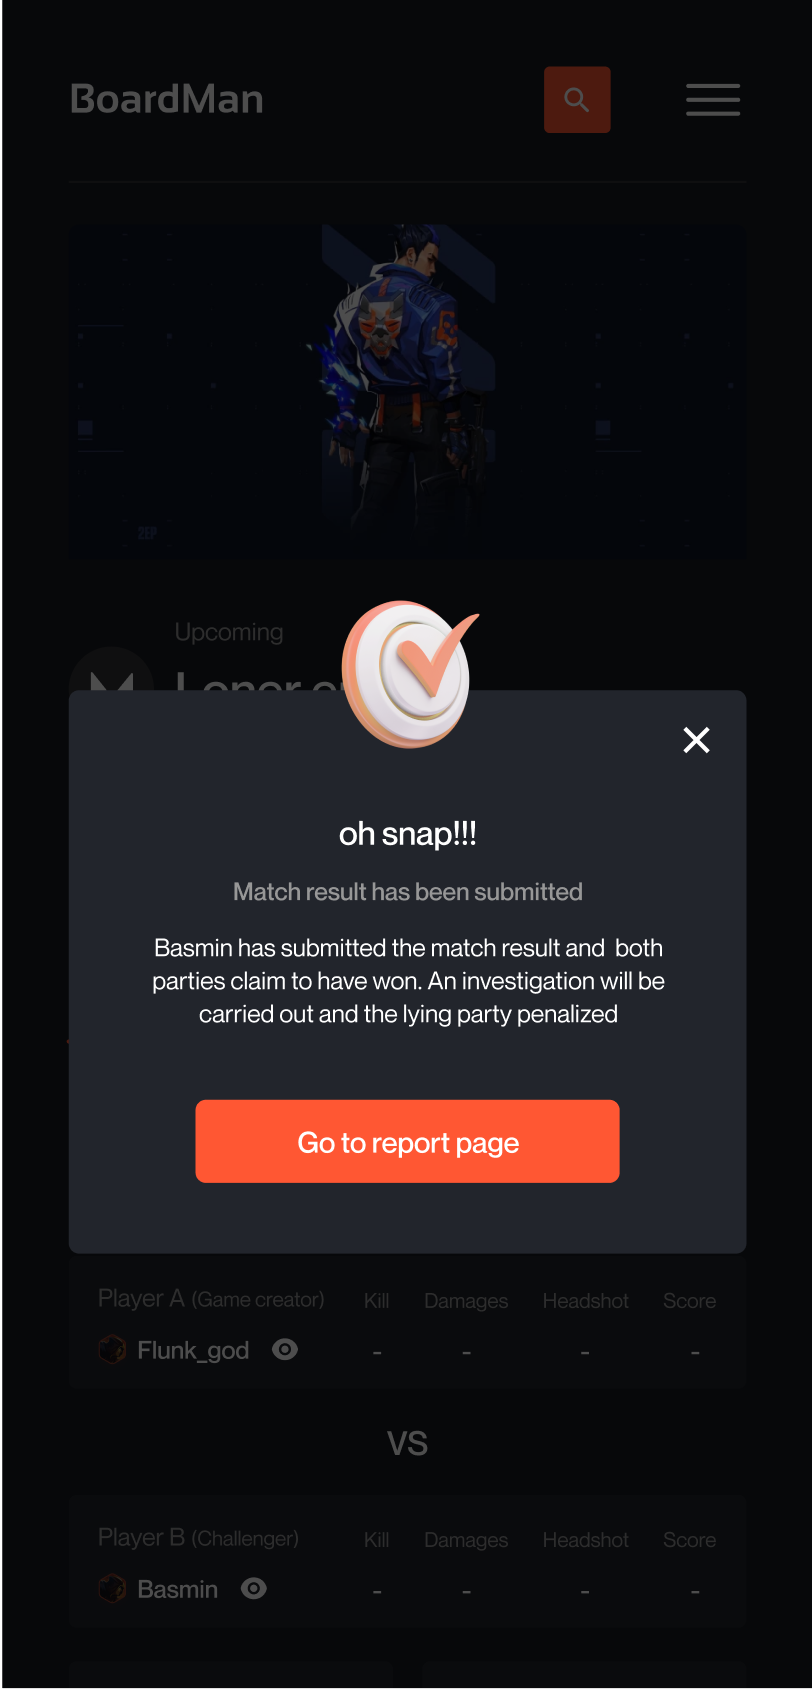 BoardMan
2EP
Upcoming
oh snap!!!
Match result has been submitted
Basmin has submitted the match result and  both
parties claim to have won. An investigation will be
carried out and the lying party penalized
Go to report page
Player A (Game creator) Kill Damages Headshot Score
Flunk_god - - - -
VS
Player B (Challenger) Kill Damages Headshot Score
Basmin - - - -